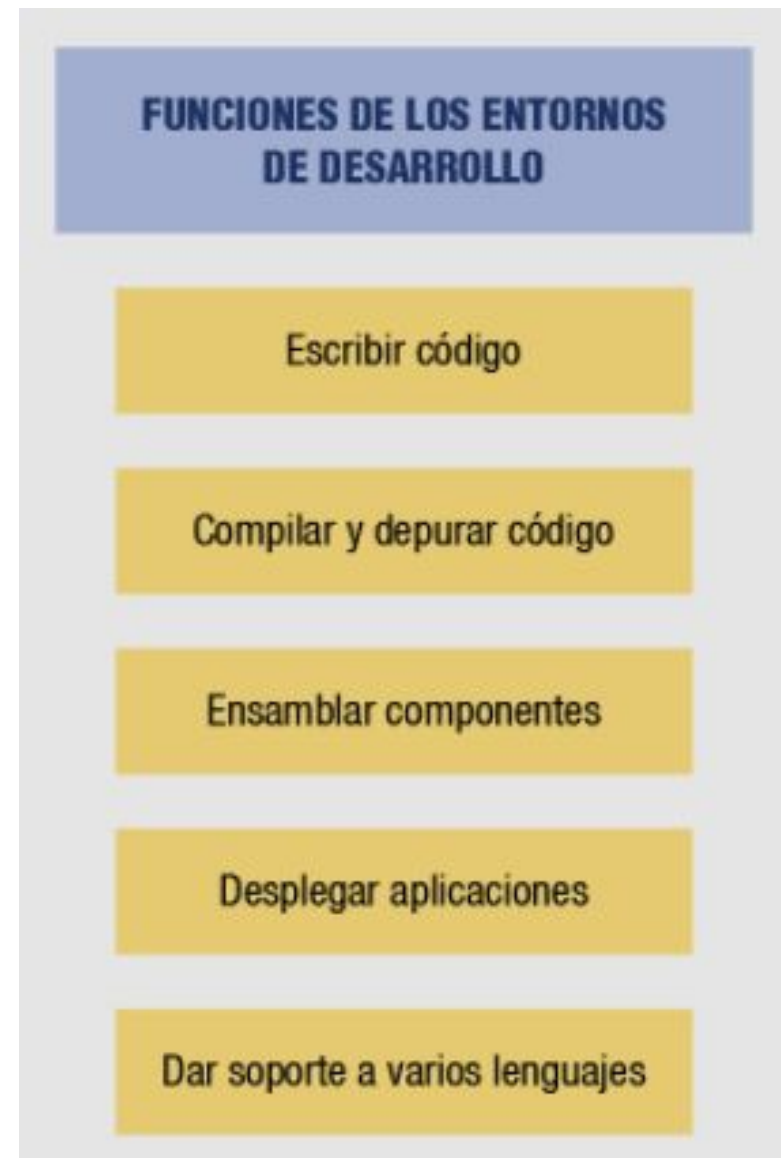 FUNCIONES DE LOS ENTORNOS
DE DESARROLLO
Escribir código
Compilar y depurar código
Ensamblar componentes
Desplegar aplicaciones
Dar soporte a varios lenguajes